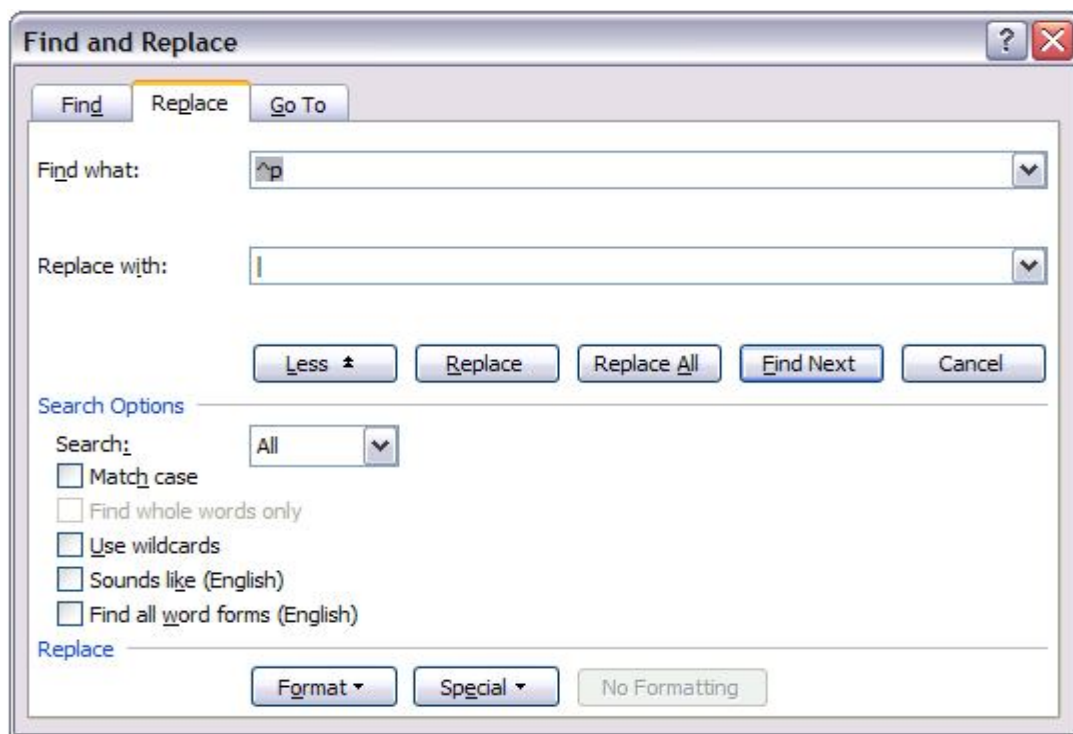 Find and Replace
Find Replace Go To
Find what: ^p
Replace with:
Less Replace Replace All Find Next Cancel
Search Options
Search: All
Match case
Find whole words only
Use wildcards
Sounds like (English)
Find all word forms (English)
Replace
Format Special No Formatting